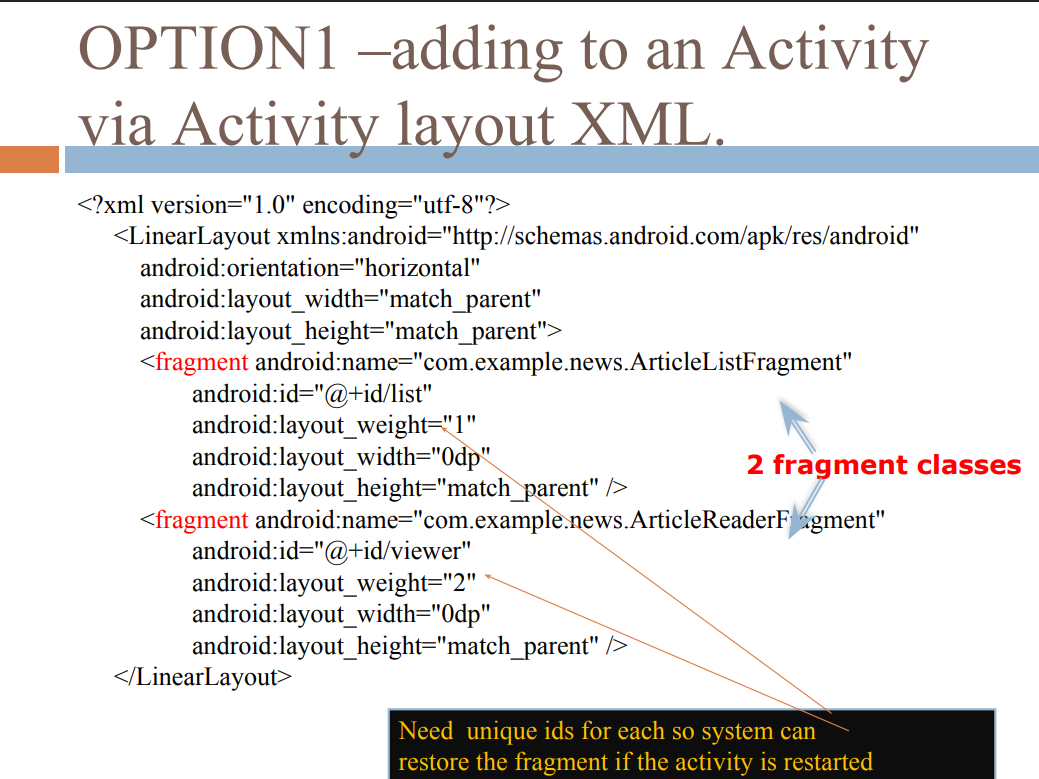 OPTION1 –adding to an Activity
via Activity layout XML.
<?xml version="1.0" encoding="utf-8"?>
<LinearLayout xmlns:android="http://schemas.android.com/apk/res/android"
android:orientation="horizontal"
android:layout_width="match_parent"
android:layout_height="match_parent">
<fragment android:name="com.example.news.ArticleListFragment"
android:id="@+id/list"
android:layout_weight="1"
android:layout_width="0dp"
android:layout_height="match_parent" />
<fragment android:name="com.example.news.ArticleReaderFragment"
android:id="@+id/viewer"
android:layout_weight="2"
android:layout_width="0dp"
android:layout_height="match_parent" />
</LinearLayout>
2 fragment classes
Need  unique ids for each so system can
restore the fragment if the activity is restarted